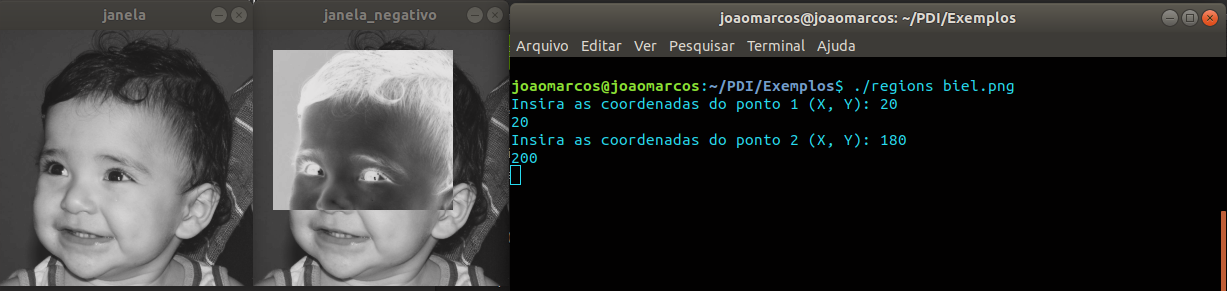 janela
janela_negativo
joaomarcos@joaomarcos: ~/PDI/Exemplos
Arquivo Editar Ver Pesquisar Terminal Ajuda
joaomarcos@joaomarcos:~/PDI/Exemplos$ ./regions biel.png
Insira as coordenadas do ponto 1 (X, Y): 20
20
Insira as coordenadas do ponto 2 (X, Y): 180
200